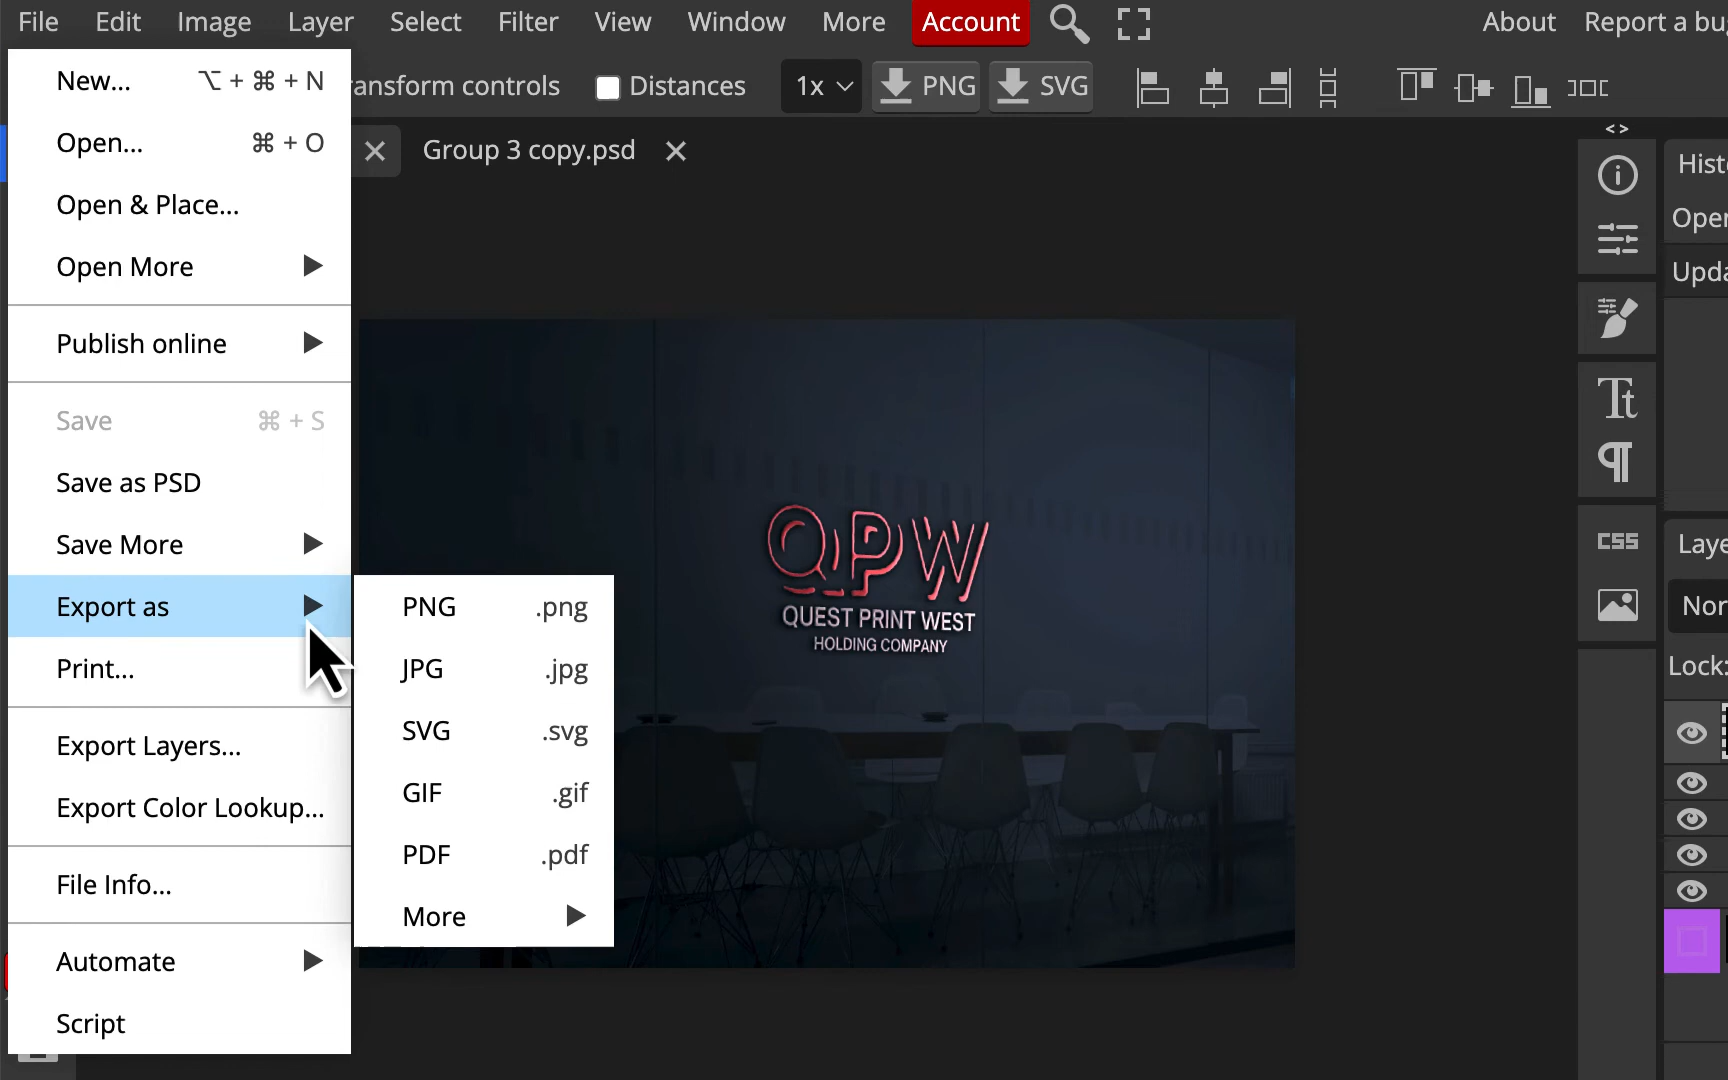 File Edit Image Layer Select Filter View Window More Account About Report a bu
New... ⌥ + ⌘ + N
ansform controls Distances 1x PNG SVG
Open... ⌘ + O
Group 3 copy.psd
Open & Place...
Open More
Publish online
Save ⌘ + S
Save as PSD
Save More
Export as
Print...
Export Layers...
Export Color Lookup...
File Info...
Automate
Script
PNG .png
JPG .jpg
SVG .svg
GIF .gif
PDF .pdf
More
QPW
QUEST PRINT WEST
HOLDING COMPANY
< >
Tt
CSS
Hist
Oper
Upda
Laye
Nor
Lock: